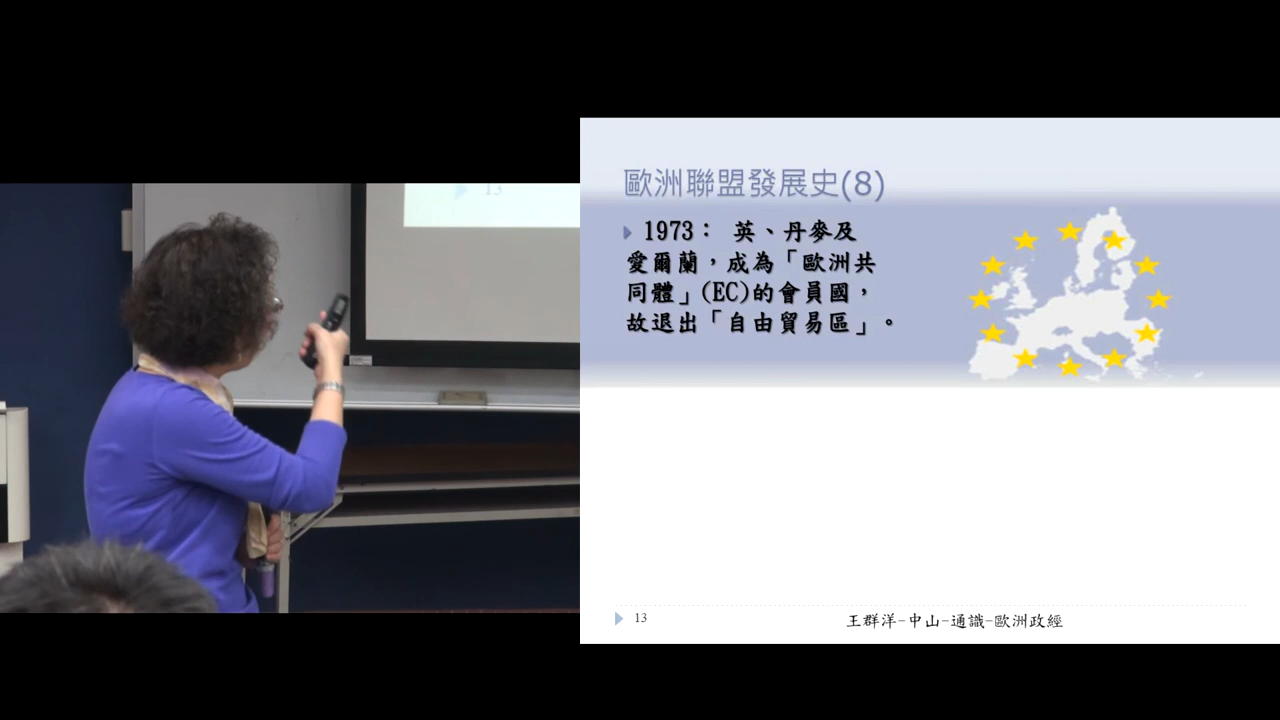 13
歐洲聯盟發展史(8)
1973： 英、丹麥及
愛爾蘭，成為「歐洲共
同體」(EC)的會員國，
故退出「自由貿易區」。
13
王群洋-中山-通識-歐洲政經